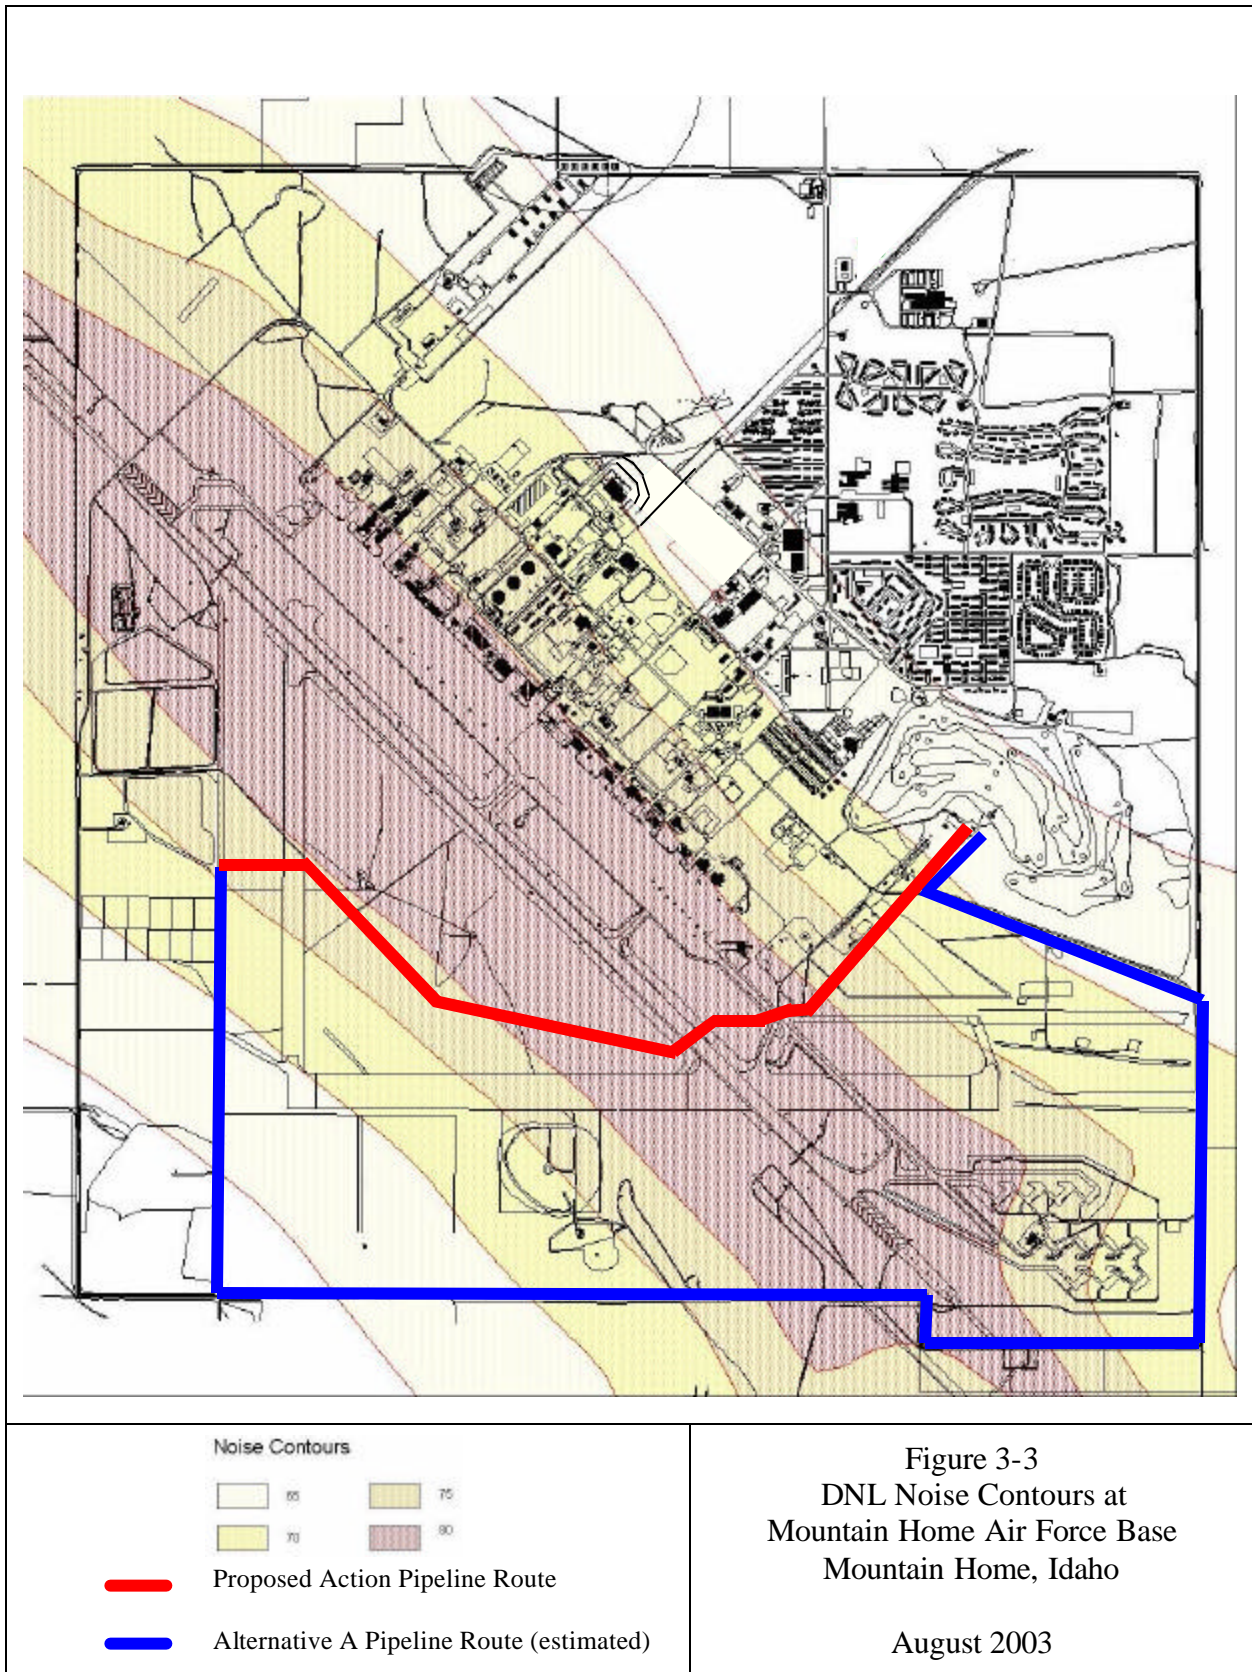 Noise Contours
65
75
70
80
Proposed Action Pipeline Route
Alternative A Pipeline Route (estimated)
Figure 3-3
DNL Noise Contours at
Mountain Home Air Force Base
Mountain Home, Idaho
August 2003